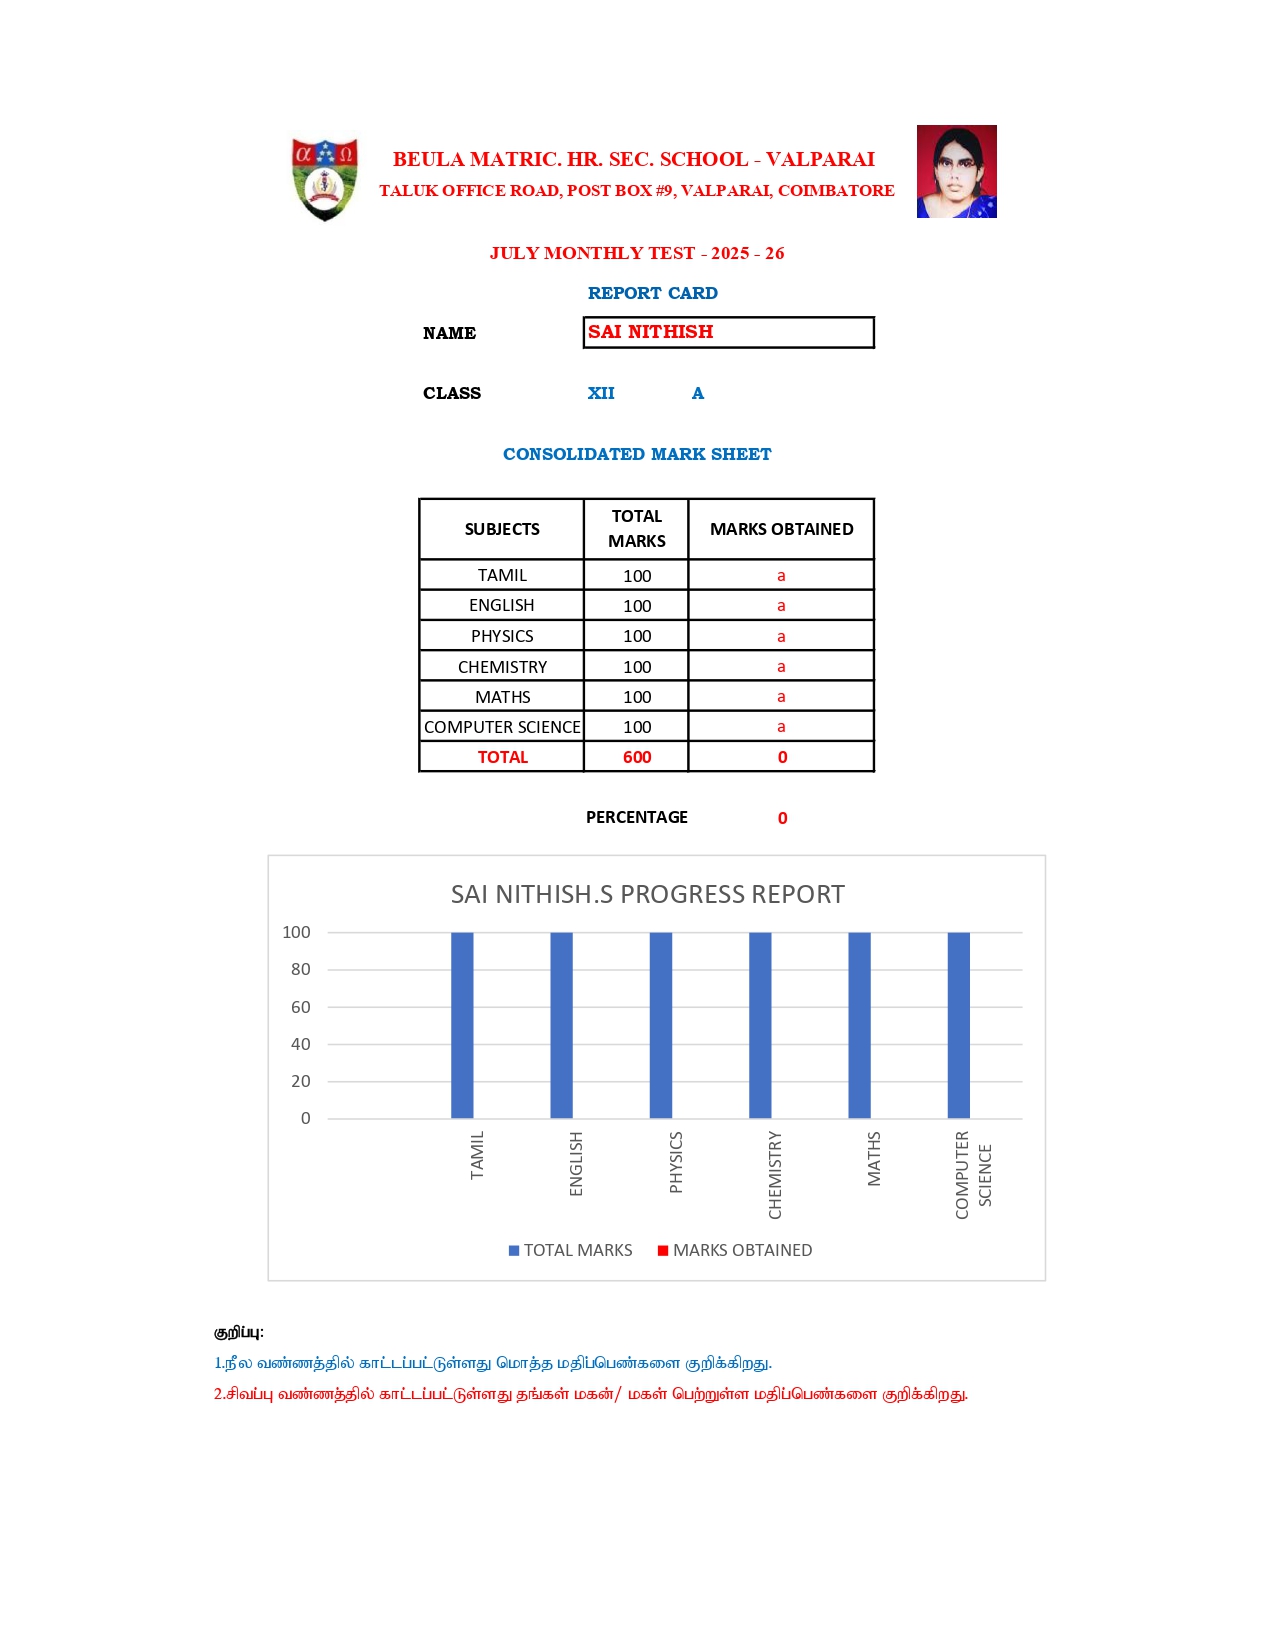 BEULA MATRIC. HR. SEC. SCHOOL - VALPARAI
TALUK OFFICE ROAD, POST BOX #9, VALPARAI, COIMBATORE
JULY MONTHLY TEST - 2025 - 26
REPORT CARD
NAME SAI NITHISH
CLASS XII A
CONSOLIDATED MARK SHEET
SUBJECTS TOTAL MARKS MARKS OBTAINED
TAMIL 100 a
ENGLISH 100 a
PHYSICS 100 a
CHEMISTRY 100 a
MATHS 100 a
COMPUTER SCIENCE 100 a
TOTAL 600 0
PERCENTAGE 0
SAI NITHISH.S PROGRESS REPORT
100
80
60
40
20
0
TAMIL ENGLISH PHYSICS CHEMISTRY MATHS COMPUTER SCIENCE
TOTAL MARKS MARKS OBTAINED
குறிப்பு:
1.நீல வண்ணத்தில் காட்டப்பட்டுள்ளது மொத்த மதிப்பெண்களை குறிக்கிறது.
2.சிவப்பு வண்ணத்தில் காட்டப்பட்டுள்ளது தங்கள் மகன்/ மகள் பெற்றுள்ள மதிப்பெண்களை குறிக்கிறது.